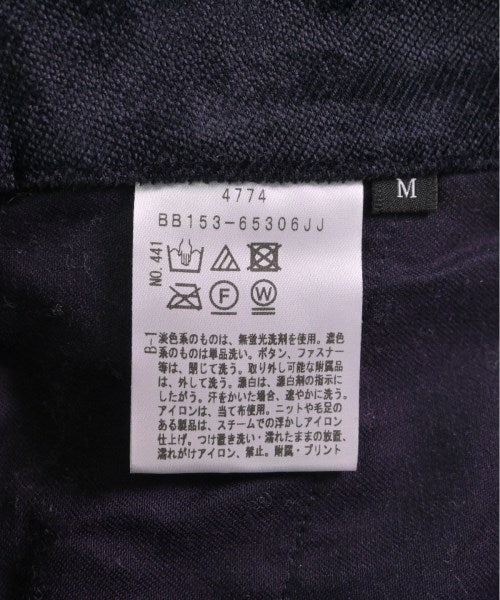 4774
M
BB153-65306JJ
NO.441
F
W
B-1
淡色系のものは、無蛍光洗剤を使用。濃色
系のものは単品洗い。ボタン、ファスナー
等は、閉じて洗う。取り外し可能な附属品
は、外して洗う。漂白は、漂白剤の指示に
したがう。汗をかいた場合、速やかに洗う。
アイロンは、当て布使用。ニットや毛足の
ある製品は、スチームでの浮かしアイロン
仕上げ。つけ置き洗い・濡れたままの放置、
濡れがけアイロン、禁止。附属・プリント